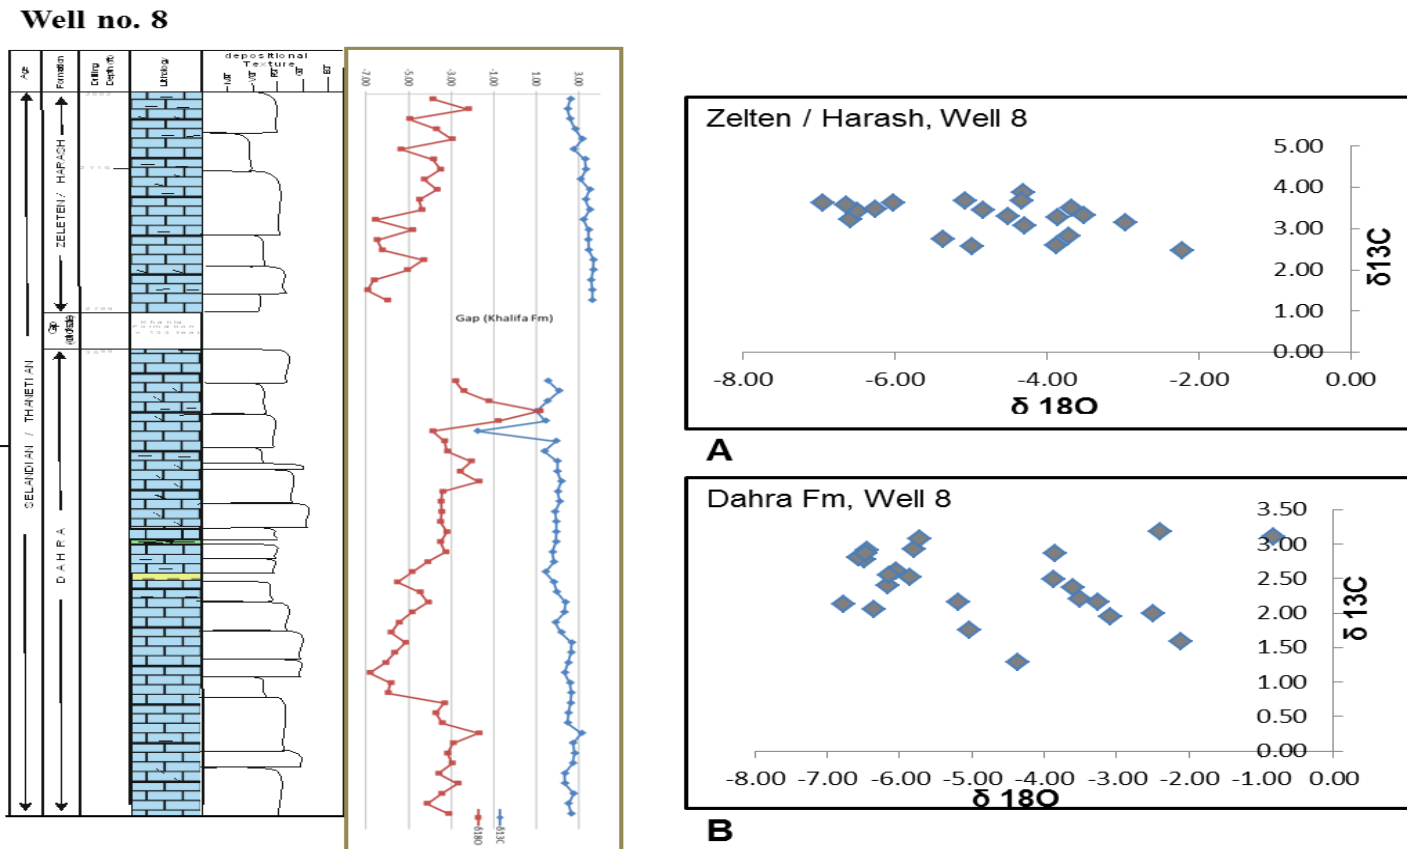 Well no. 8
Age
Formation
Drilling
Depth (ft)
Lithology
depositional
Texture
-7.00
-5.00
-3.00
-1.00
1.00
3.00
SELANDIAN / THANETIAN
ZELETEN / HARASH
Gap
DAHRA
Gap (Khalifa Fm)
δ18O
δ13C
Zelten / Harash, Well 8
5.00
4.00
3.00
2.00
1.00
0.00
δ13C
-8.00
-6.00
-4.00
-2.00
0.00
δ 18O
A
Dahra Fm, Well 8
3.50
3.00
2.50
2.00
1.50
1.00
0.50
0.00
δ 13C
-8.00
-7.00
-6.00
-5.00
-4.00
-3.00
-2.00
-1.00
0.00
δ 18O
B